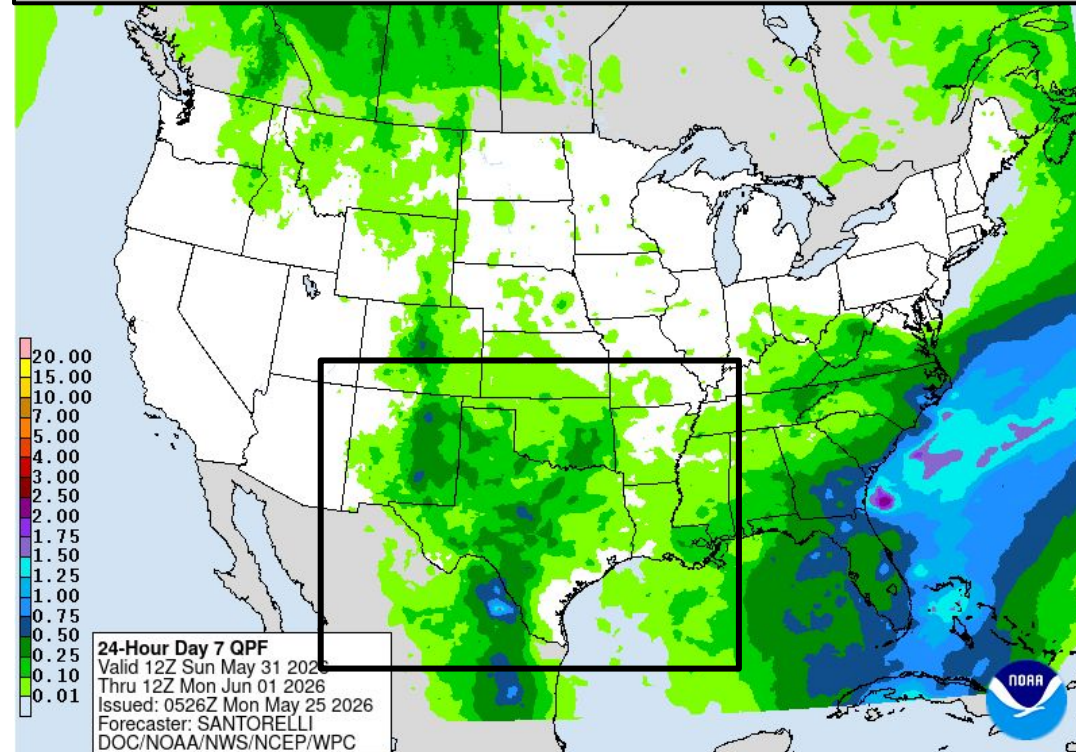 20.00
15.00
10.00
7.00
5.00
4.00
3.00
2.50
2.00
1.75
1.50
1.25
1.00
0.75
0.50
0.25
0.10
0.01
24-Hour Day 7 QPF
Valid 12Z Sun May 31 2026
Thru 12Z Mon Jun 01 2026
Issued: 0526Z Mon May 25 2026
Forecaster: SANTORELLI
DOC/NOAA/NWS/NCEP/WPC
NOAA